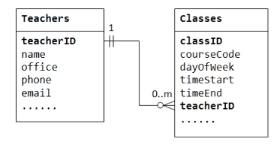 Teachers
teacherID
name
office
phone
email
......
1
0..m
Classes
classID
courseCode
dayOfWeek
timeStart
timeEnd
teacherID
......